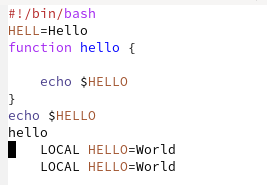 #!/bin/bash
HELL=Hello
function hello {
    echo $HELLO
}
echo $HELLO
hello
    LOCAL HELLO=World
    LOCAL HELLO=World